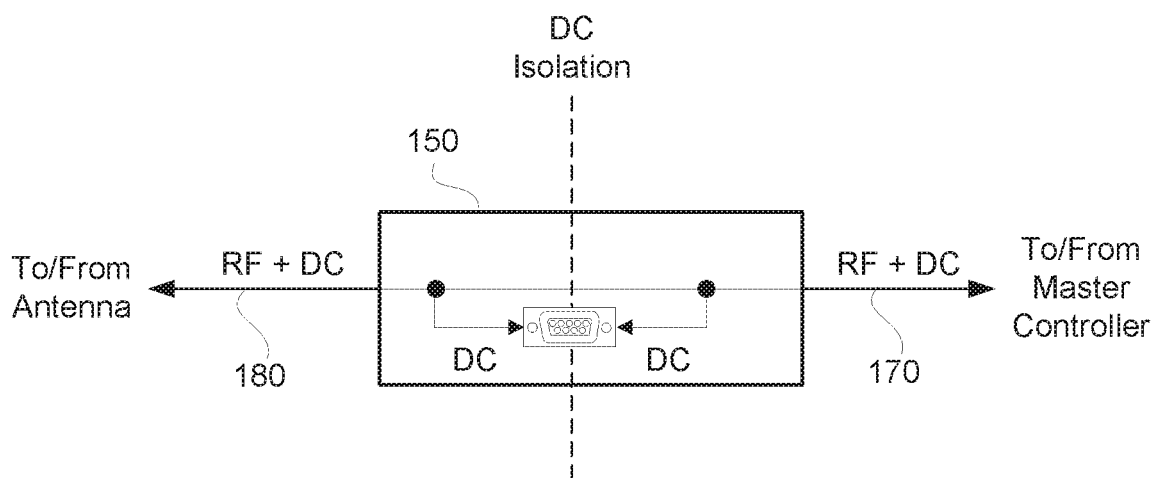 DC
Isolation
150
To/From
Antenna
RF + DC
RF + DC
To/From
Master
Controller
DC
DC
180
170